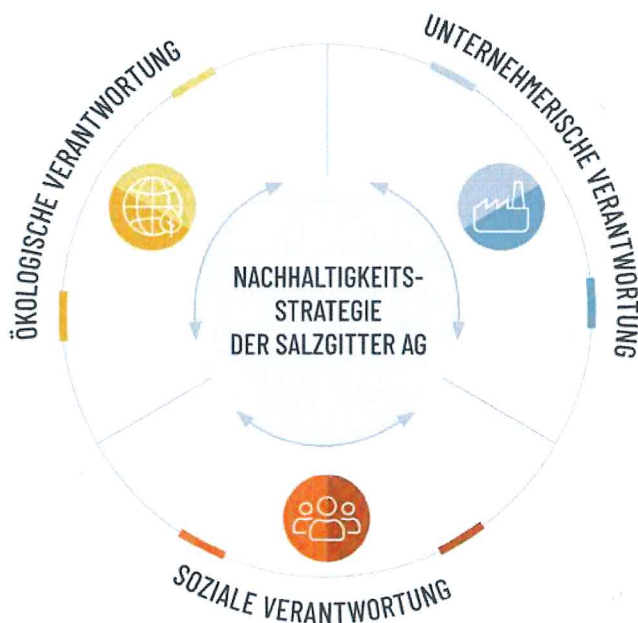 ÖKOLOGISCHE VERANTWORTUNG
UNTERNEHMERISCHE VERANTWORTUNG
NACHHALTIGKEITS-
STRATEGIE
DER SALZGITTER AG
SOZIALE VERANTWORTUNG